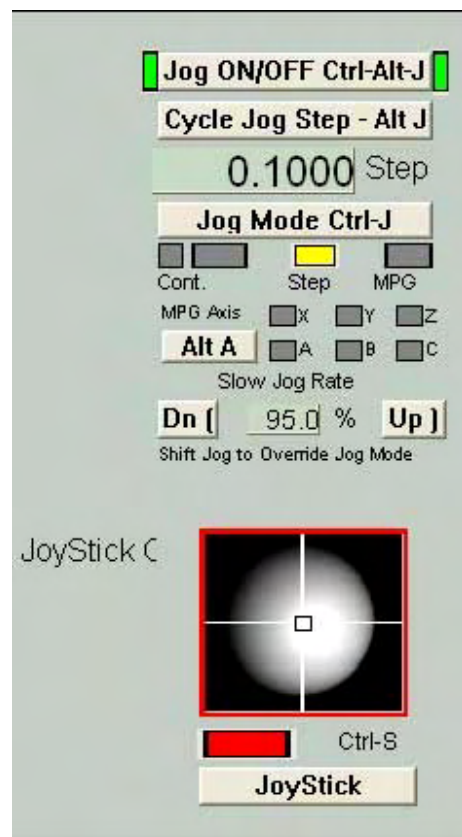 Jog ON/OFF Ctrl-Alt-J
Cycle Jog Step - Alt J
0.1000 Step
Jog Mode Ctrl-J
Cont. Step MPG
MPG Axis X Y Z
Alt A A B C
Slow Jog Rate
Dn ( 95.0 % Up )
Shift Jog to Override Jog Mode
JoyStick C
Ctrl-S
JoyStick